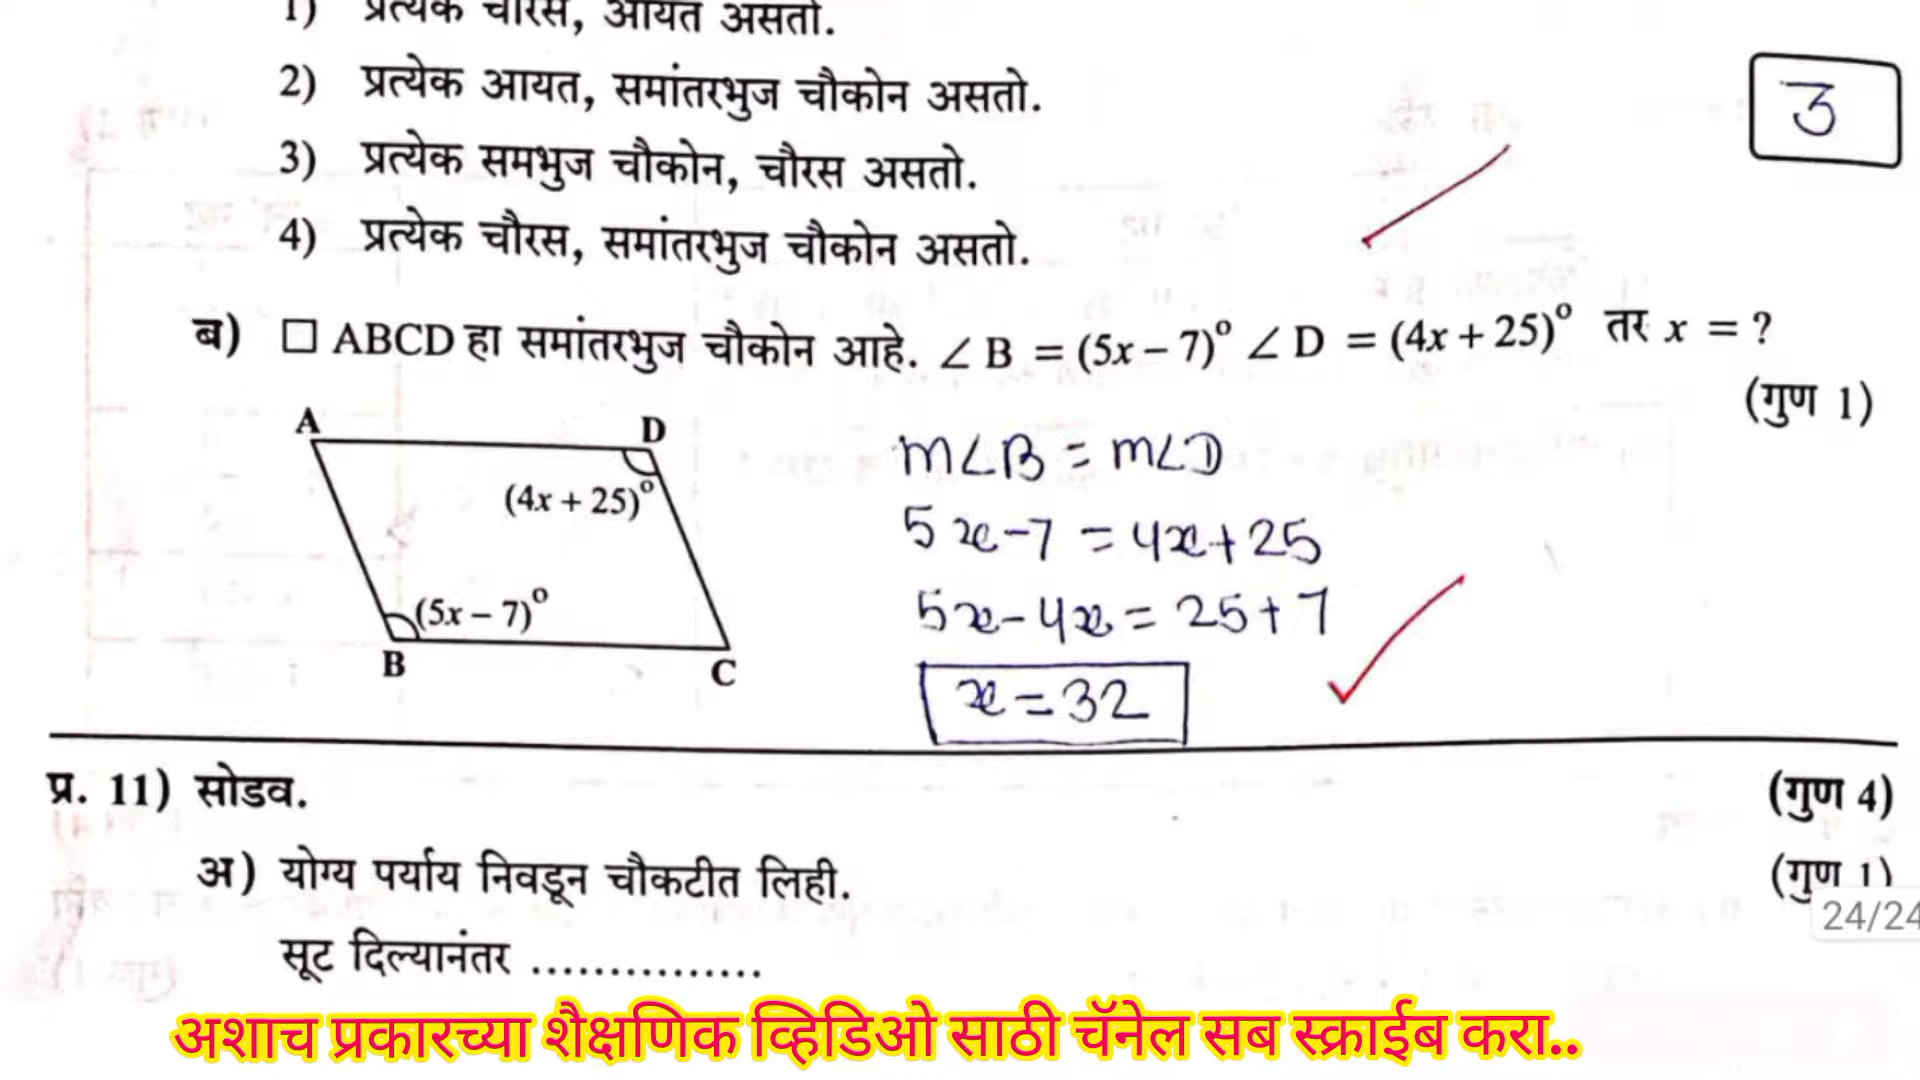 1) प्रत्येक चौरस, आयत असतो.
2) प्रत्येक आयत, समांतरभुज चौकोन असतो.
3
3) प्रत्येक समभुज चौकोन, चौरस असतो.
4) प्रत्येक चौरस, समांतरभुज चौकोन असतो.
ब) □ ABCD हा समांतरभुज चौकोन आहे. ∠ B = (5x – 7)° ∠ D = (4x + 25)° तर x = ?
(गुण 1)
A
D
(4x + 25)°
(5x – 7)°
B
C
m∠B = m∠D
5x-7 = 4x+25
5x-4x = 25+7
x = 32
प्र. 11) सोडव.
(गुण 4)
अ) योग्य पर्याय निवडून चौकटीत लिही.
(गुण 1)
24/24
सूट दिल्यानंतर ...............
अशाच प्रकारच्या शैक्षणिक व्हिडिओ साठी चॅनेल सब स्क्राईब करा..